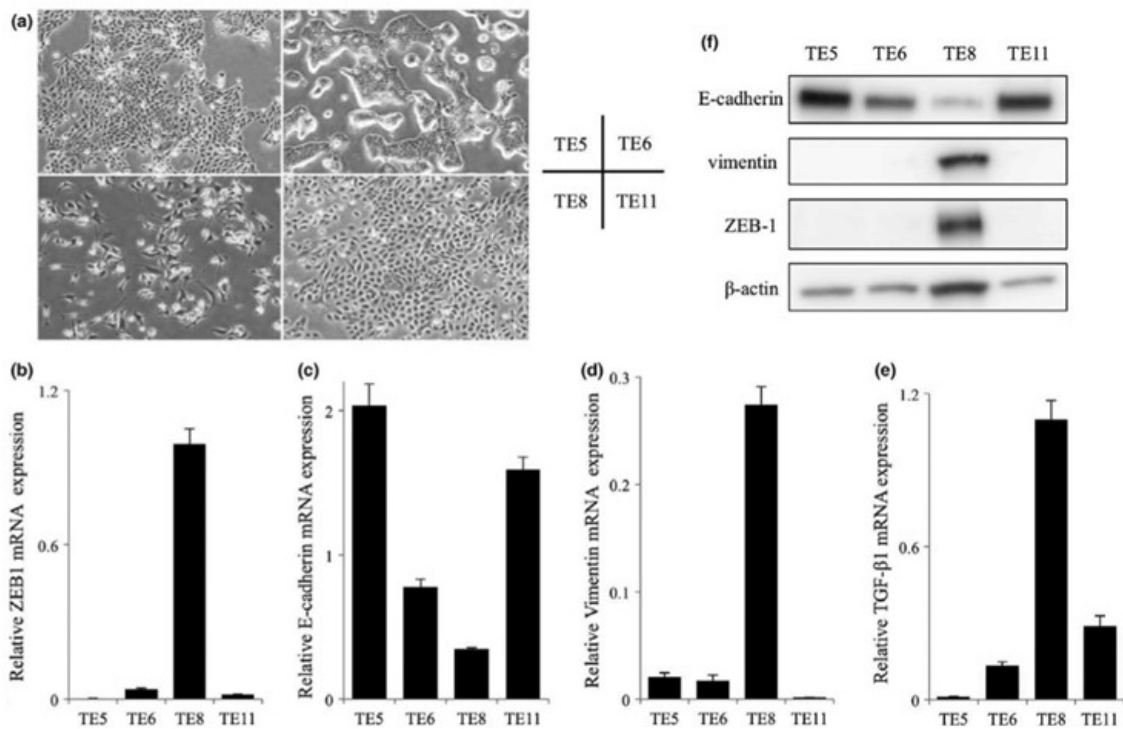 (a)
TE5 TE6
TE8 TE11
(f)
TE5 TE6 TE8 TE11
E-cadherin
vimentin
ZEB-1
β-actin
(b)
Relative ZEB1 mRNA expression
1.2
0.6
0
TE5 TE6 TE8 TE11
(c)
Relative E-cadherin mRNA expression
2
1
0
TE5 TE6 TE8 TE11
(d)
Relative Vimentin mRNA expression
0.3
0.2
0.1
0
TE5 TE6 TE8 TE11
(e)
Relative TGF-β1 mRNA expression
1.2
0.6
0
TE5 TE6 TE8 TE11